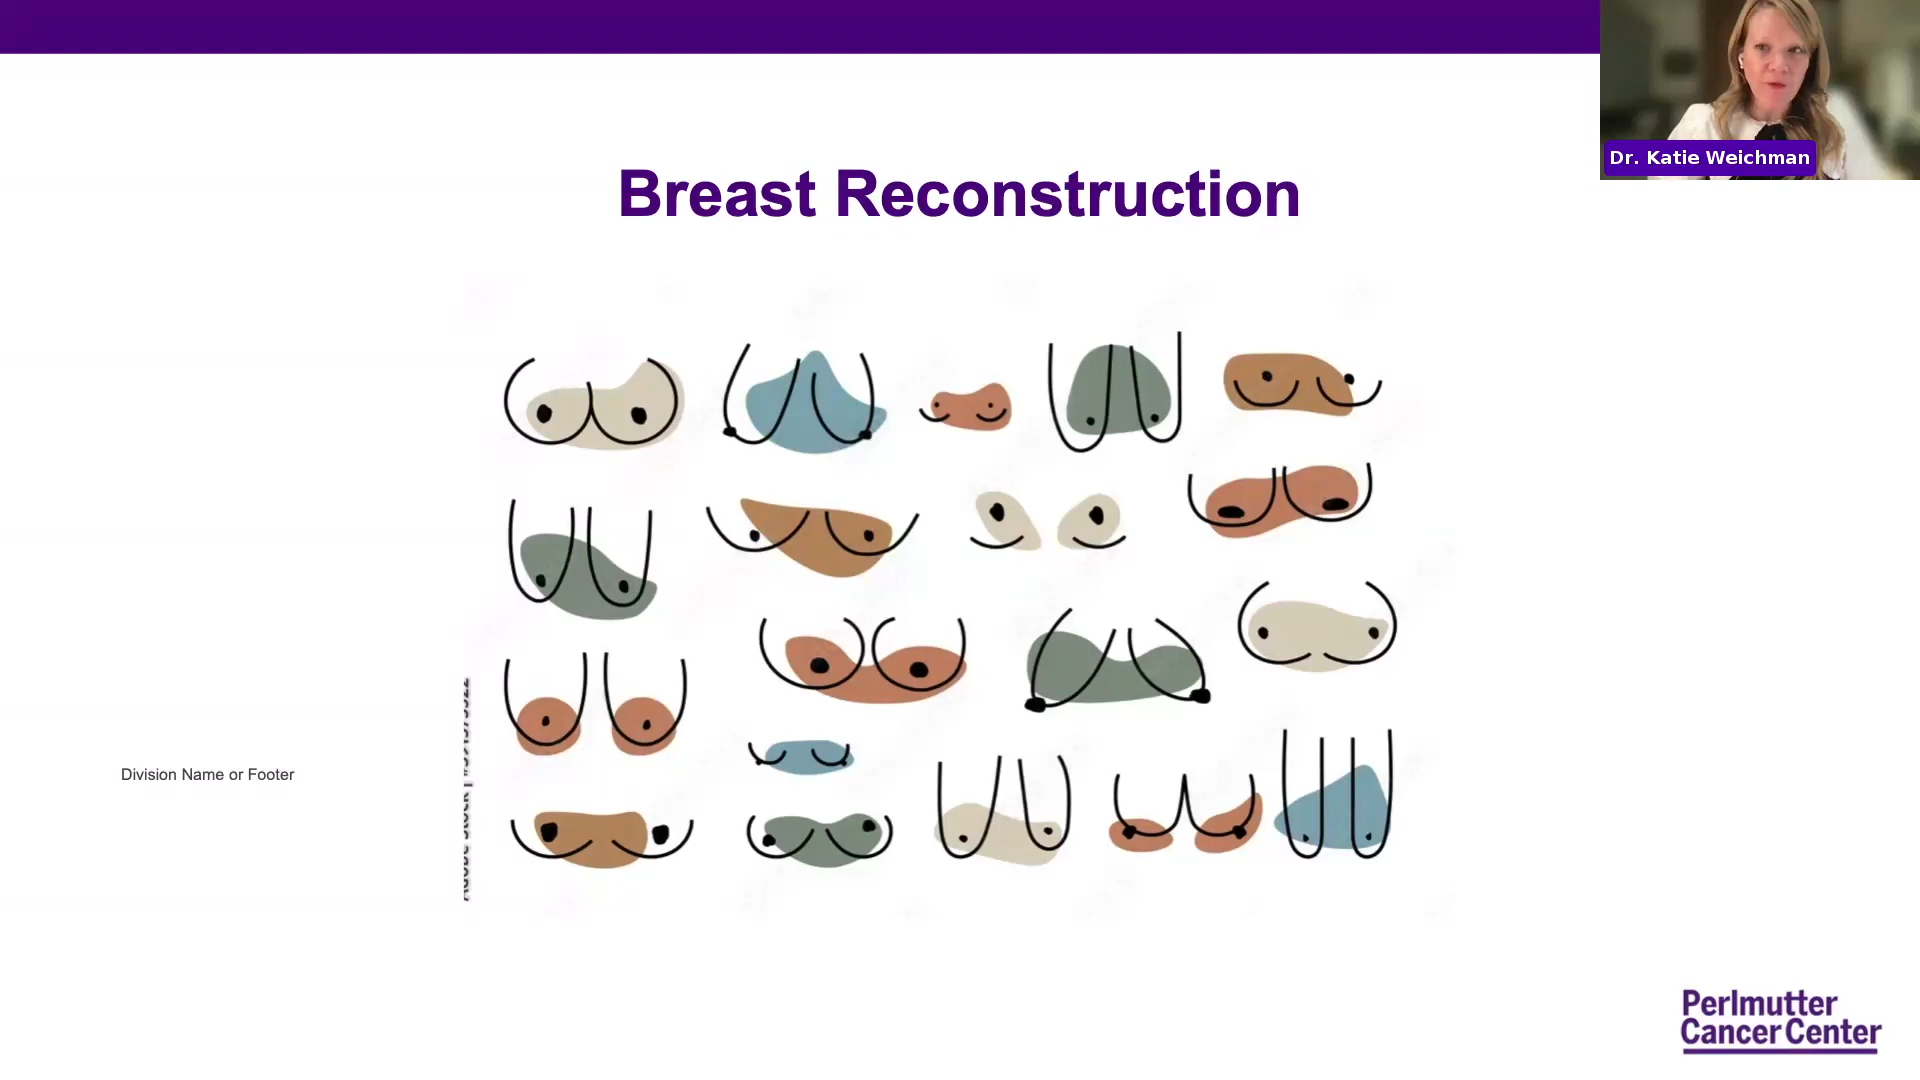 Dr. Katie Weichman
Breast Reconstruction
Division Name or Footer
Perlmutter
Cancer Center